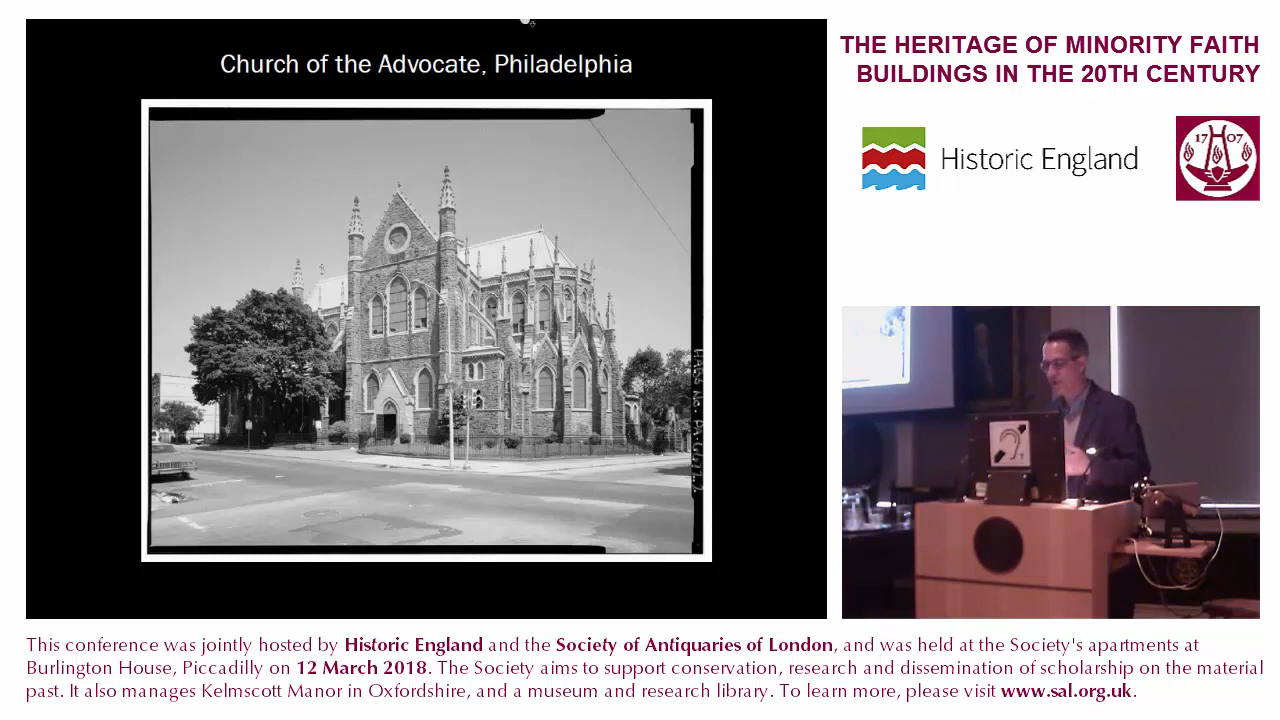 Church of the Advocate, Philadelphia
THE HERITAGE OF MINORITY FAITH
BUILDINGS IN THE 20TH CENTURY
Historic England
17 07
This conference was jointly hosted by Historic England and the Society of Antiquaries of London, and was held at the Society's apartments at
Burlington House, Piccadilly on 12 March 2018. The Society aims to support conservation, research and dissemination of scholarship on the material
past. It also manages Kelmscott Manor in Oxfordshire, and a museum and research library. To learn more, please visit www.sal.org.uk.